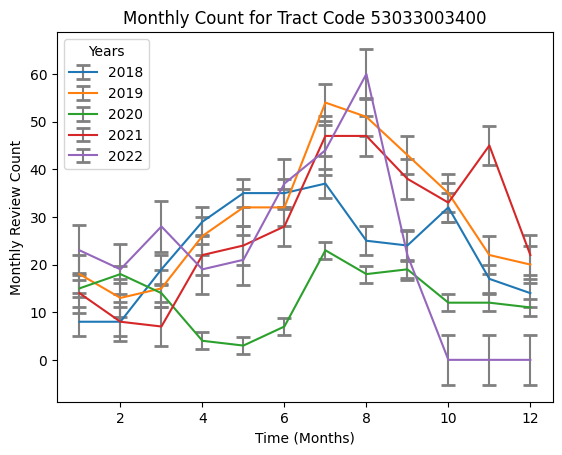 Monthly Count for Tract Code 53033003400
Years
2018
2019
2020
2021
2022
Monthly Review Count
60
50
40
30
20
10
0
2 4 6 8 10 12
Time (Months)